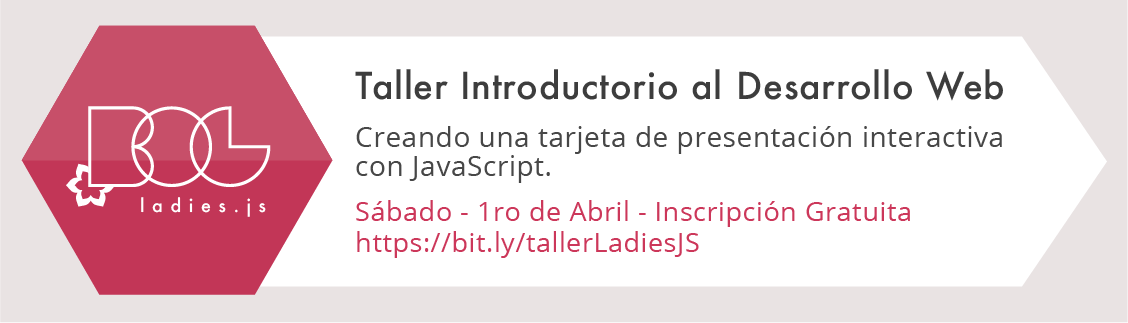 BOL
ladies.js
Taller Introductorio al Desarrollo Web
Creando una tarjeta de presentación interactiva
con JavaScript.
Sábado - 1ro de Abril - Inscripción Gratuita
https://bit.ly/tallerLadiesJS